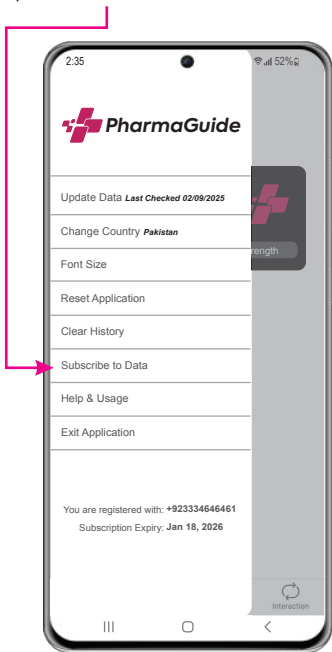 2:35
52%
PharmaGuide
Update Data Last Checked 02/09/2025
Change Country Pakistan
rength
Font Size
Reset Application
Clear History
Subscribe to Data
Help & Usage
Exit Application
You are registered with: +923334646461
Subscription Expiry: Jan 18, 2026
Interaction